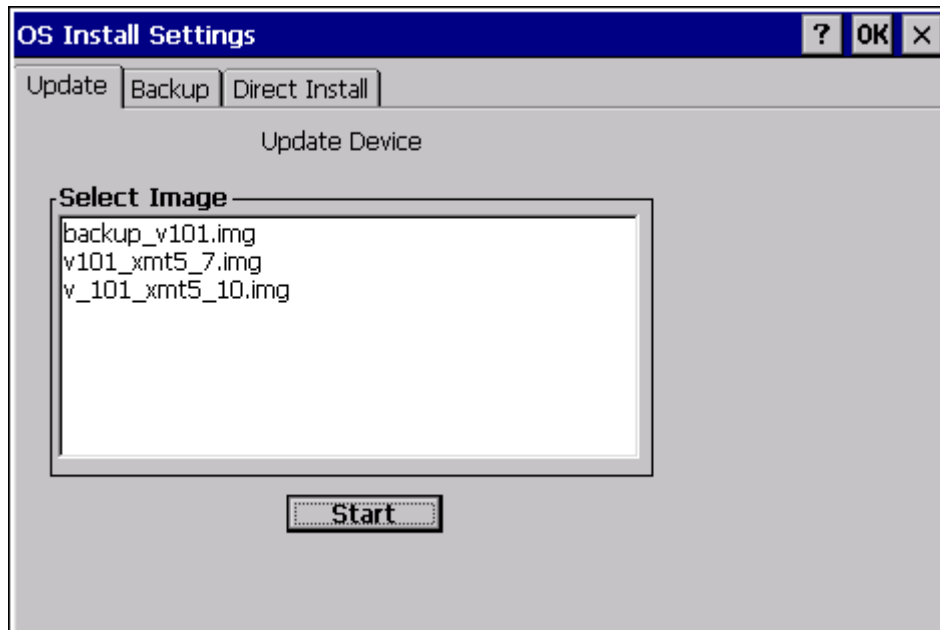 OS Install Settings ? OK ×
Update Backup Direct Install
Update Device
Select Image
backup_v101.img
v101_xmt5_7.img
v_101_xmt5_10.img
Start